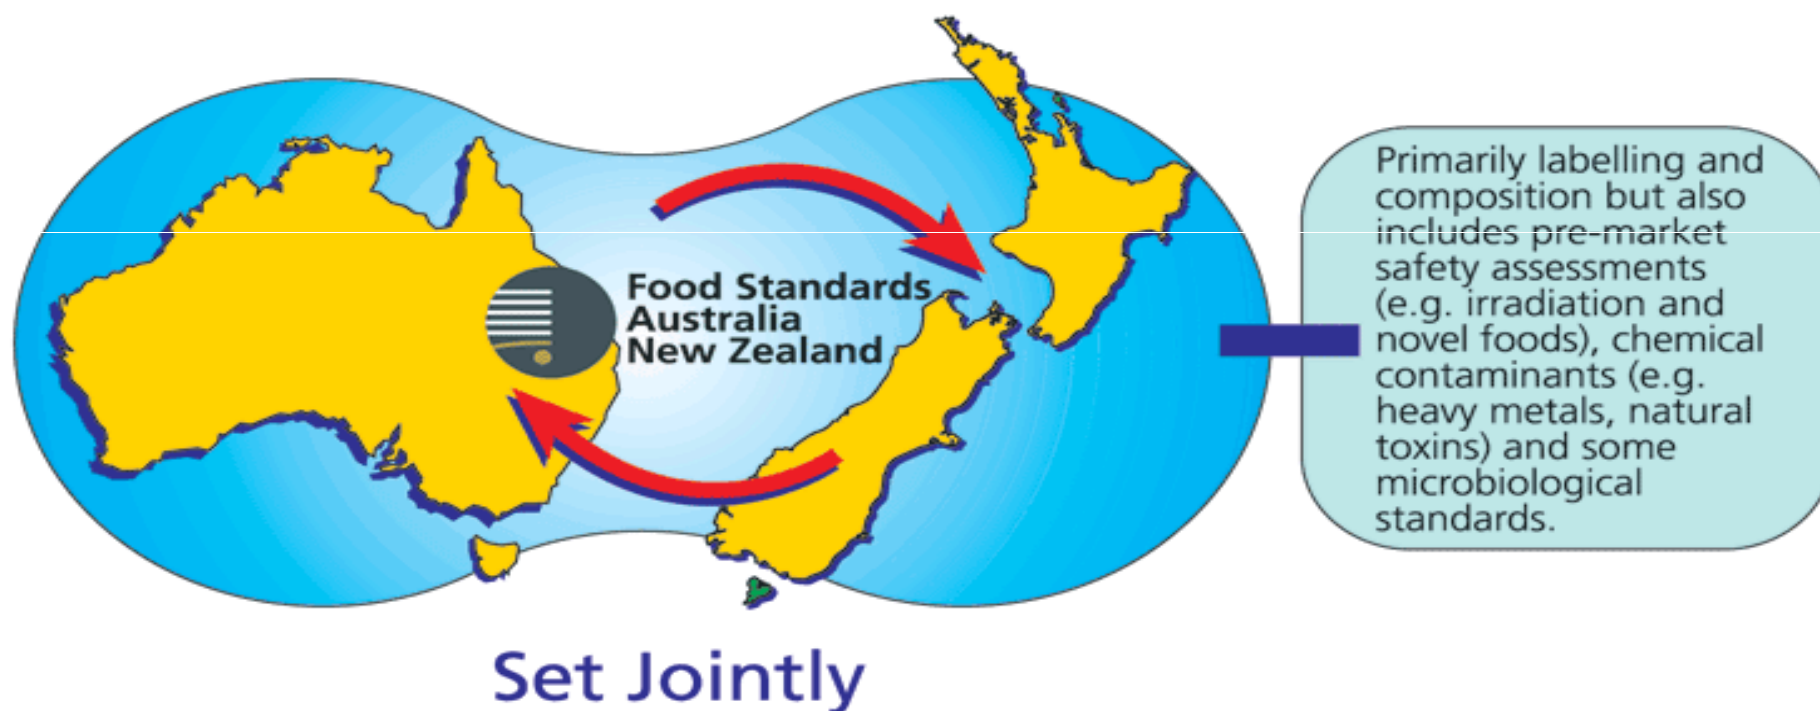 Food Standards
Australia
New Zealand
Primarily labelling and
composition but also
includes pre-market
safety assessments
(e.g. irradiation and
novel foods), chemical
contaminants (e.g.
heavy metals, natural
toxins) and some
microbiological
standards.
Set Jointly